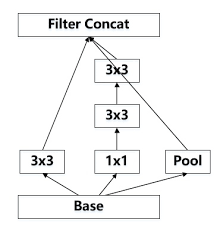 Filter Concat
3x3
3x3
3x3 1x1 Pool
Base